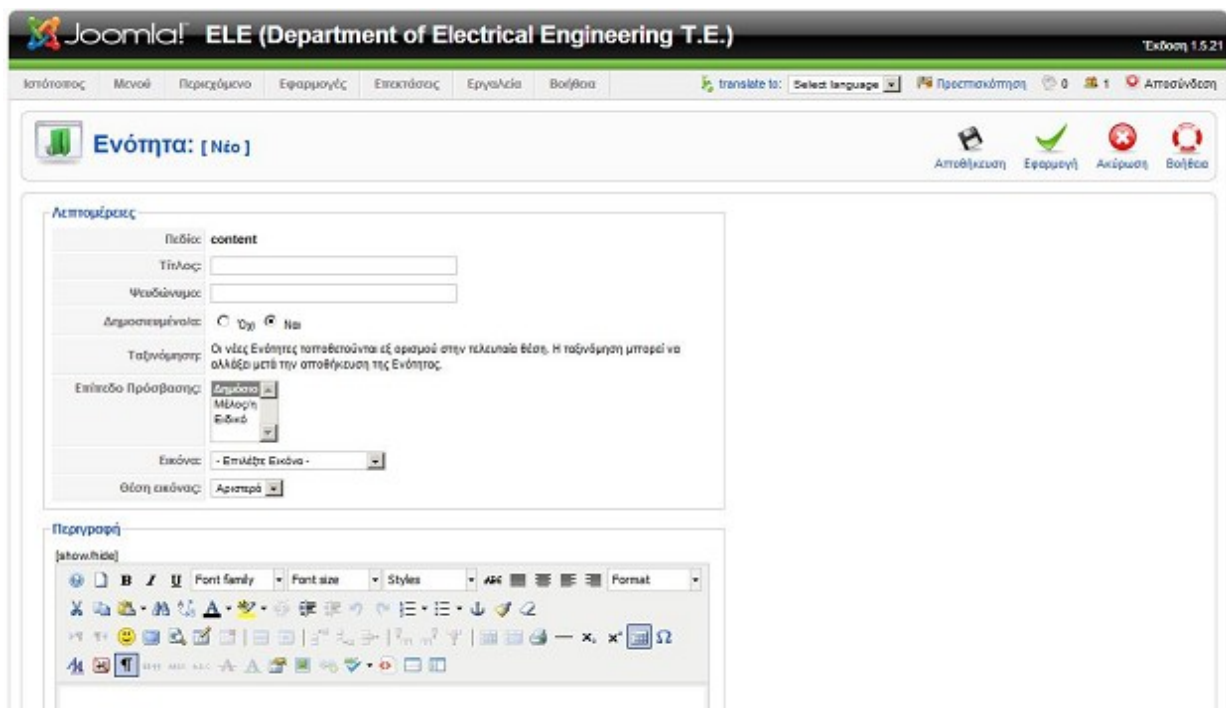 Joomla! ELE (Department of Electrical Engineering T.E.)
Έκδοση 1.5.21
Ιστότοπος Μενού Περιεχόμενο Εφαρμογές Επεκτάσεις Εργαλεία Βοήθεια translate to: Select language Προεπισκόπηση 0 1 Αποσύνδεση
Ενότητα: [ Νέο ]
Αποθήκευση Εφαρμογή Ακύρωση Βοήθεια
Λεπτομέρειες
Πεδίο: content
Τίτλος:
Ψευδώνυμο:
Δημοσιευμένο/α: Όχι Ναι
Ταξινόμηση: Οι νέες Ενότητες τοποθετούνται εξ ορισμού στην τελευταία θέση. Η ταξινόμηση μπορεί να
αλλάξει μετά την αποθήκευση της Ενότητας.
Επίπεδο Πρόσβασης: Δημόσιο
Μέλος/η
Ειδικό
Εικόνα: - Επιλέξτε Εικόνα -
Θέση εικόνας: Αριστερά
Περιγραφή
[show/hide]
B I U Font family Font size Styles ABC Format